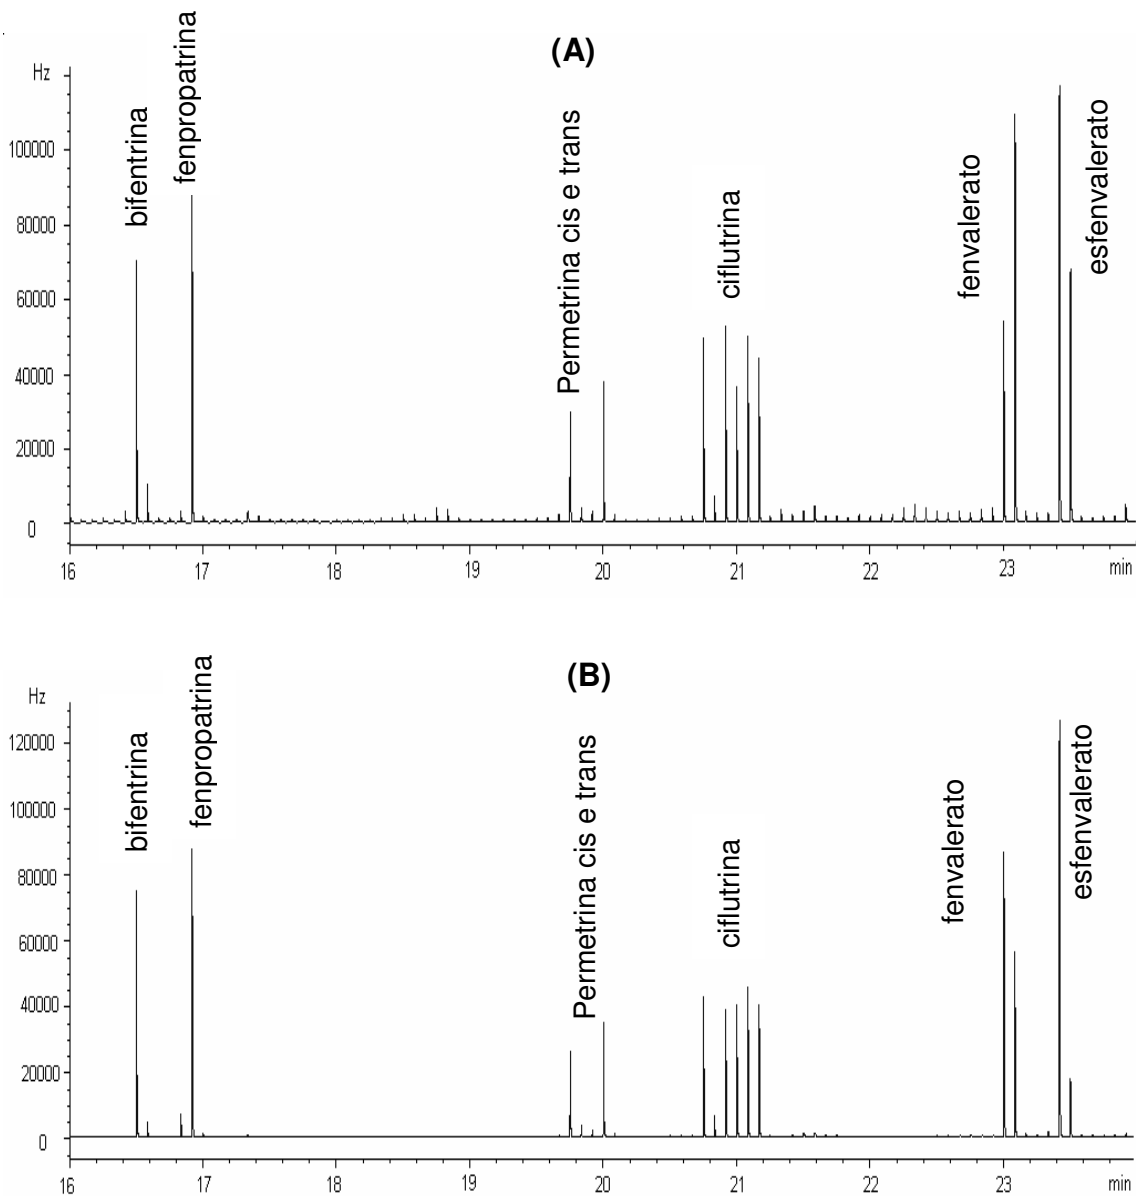 (A)
Hz
100000
80000
60000
40000
20000
0
bifentrina
fenpropatrina
Permetrina cis e trans
ciflutrina
fenvalerato
esfenvalerato
16 17 18 19 20 21 22 23 min
(B)
Hz
120000
100000
80000
60000
40000
20000
0
bifentrina
fenpropatrina
Permetrina cis e trans
ciflutrina
fenvalerato
esfenvalerato
16 17 18 19 20 21 22 23 min